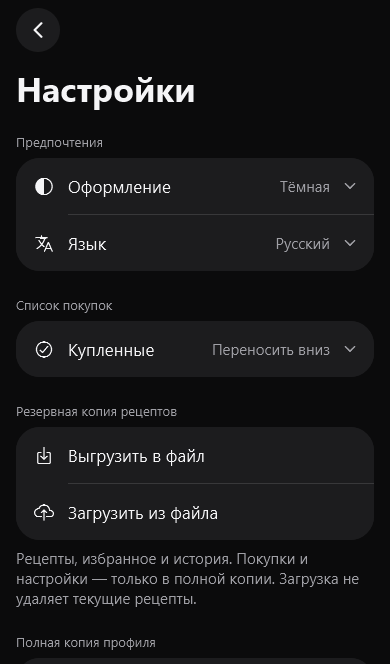 Настройки
Предпочтения
Оформление Тёмная
Язык Русский
Список покупок
Купленные Переносить вниз
Резервная копия рецептов
Выгрузить в файл
Загрузить из файла
Рецепты, избранное и история. Покупки и
настройки — только в полной копии. Загрузка не
удаляет текущие рецепты.
Полная копия профиля